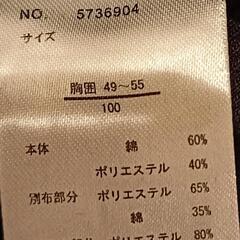 NO. 5736904
サイズ
胸囲 49～55
100
本体 綿 60%
ポリエステル 40%
別布部分 ポリエステル 65%
綿 35%
80%